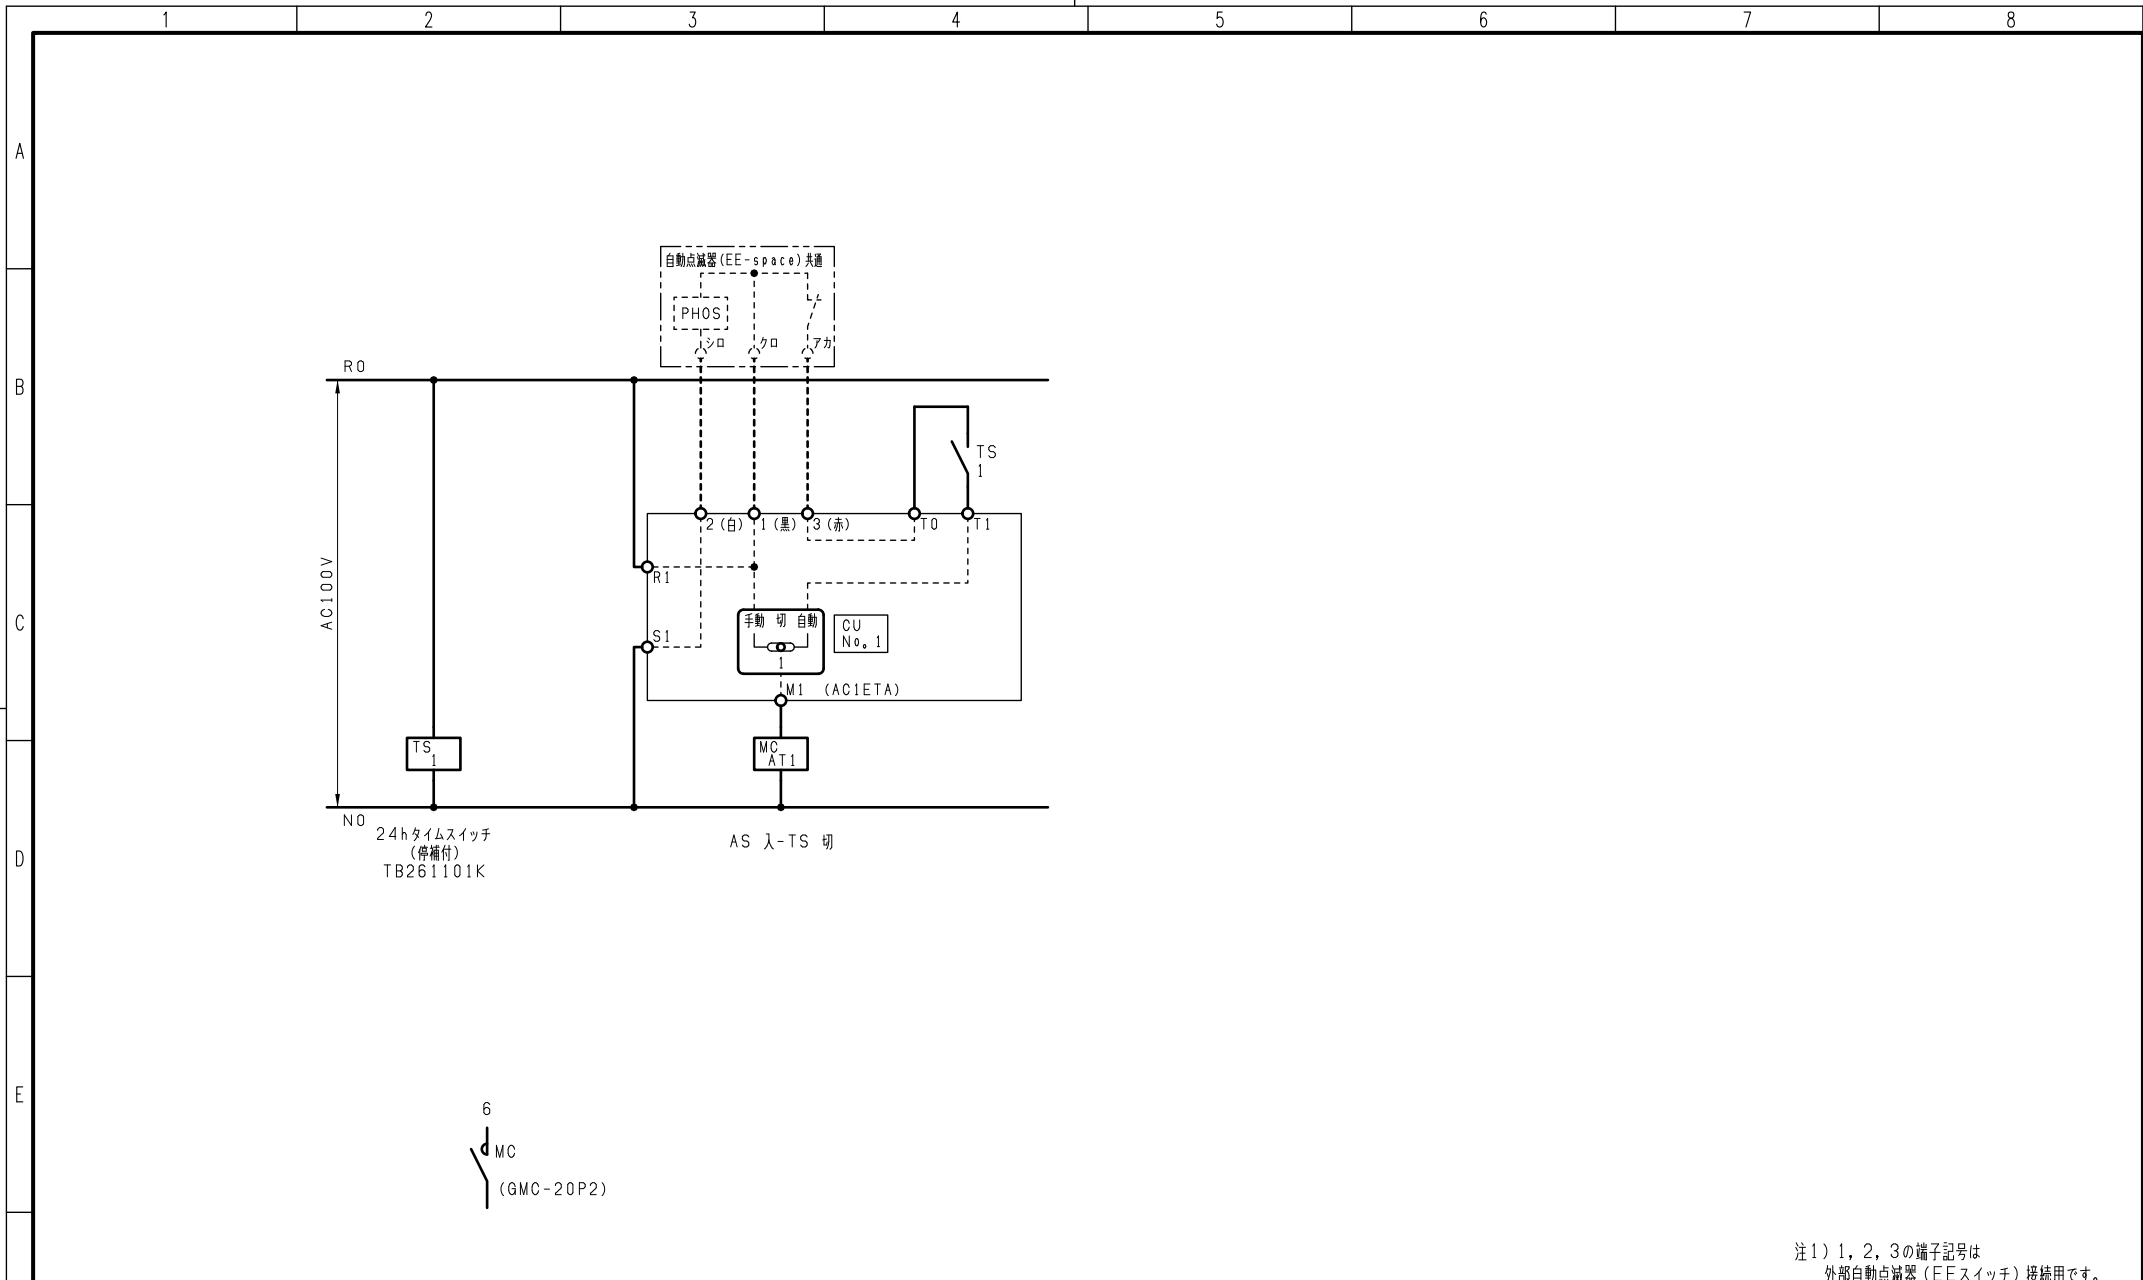 1 2 3 4 5 6 7 8
A
自動点滅器(EE-space)共通
PHOS
シロ クロ アカ
R0
B
TS
1
2(白) 1(黒) 3(赤) T0 T1
R1
AC100V
C
手動 切 自動
CU
No。1
S1
1
M1 (AC1ETA)
TS
1
MC
AT1
N0
24hタイムスイッチ
(停補付)
TB261101K
AS 入-TS 切
D
E
6
MC
(GMC-20P2)
注1)1,2,3の端子記号は
外部自動点滅器(EEスイッチ)接続用です。